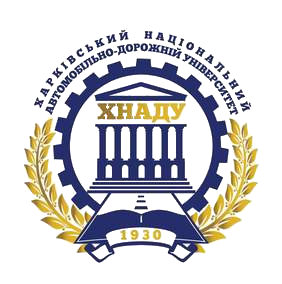 ХАРКІВСЬКИЙ НАЦІОНАЛЬНИЙ
АВТОМОБІЛЬНО-ДОРОЖНІЙ УНІВЕРСИТЕТ
ХНАДУ
1930